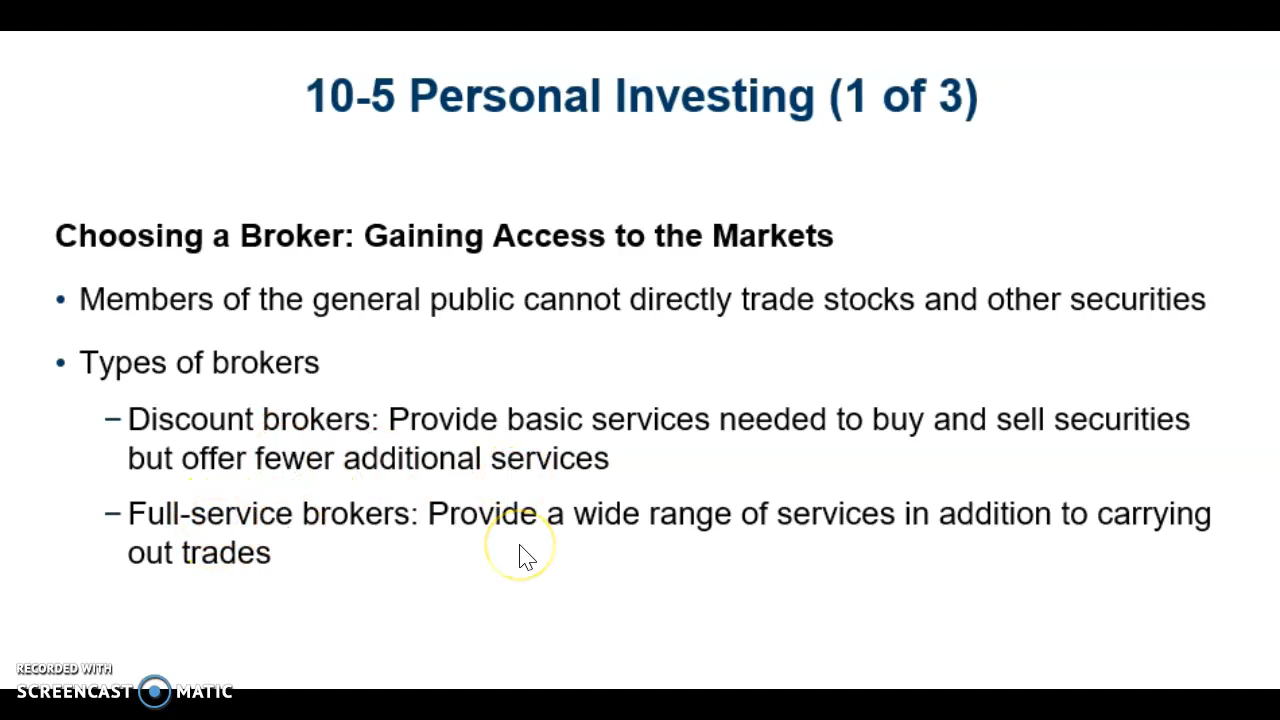 10-5 Personal Investing (1 of 3)
Choosing a Broker: Gaining Access to the Markets
• Members of the general public cannot directly trade stocks and other securities
• Types of brokers
– Discount brokers: Provide basic services needed to buy and sell securities
but offer fewer additional services
– Full-service brokers: Provide a wide range of services in addition to carrying
out trades
RECORDED WITH
SCREENCAST MATIC